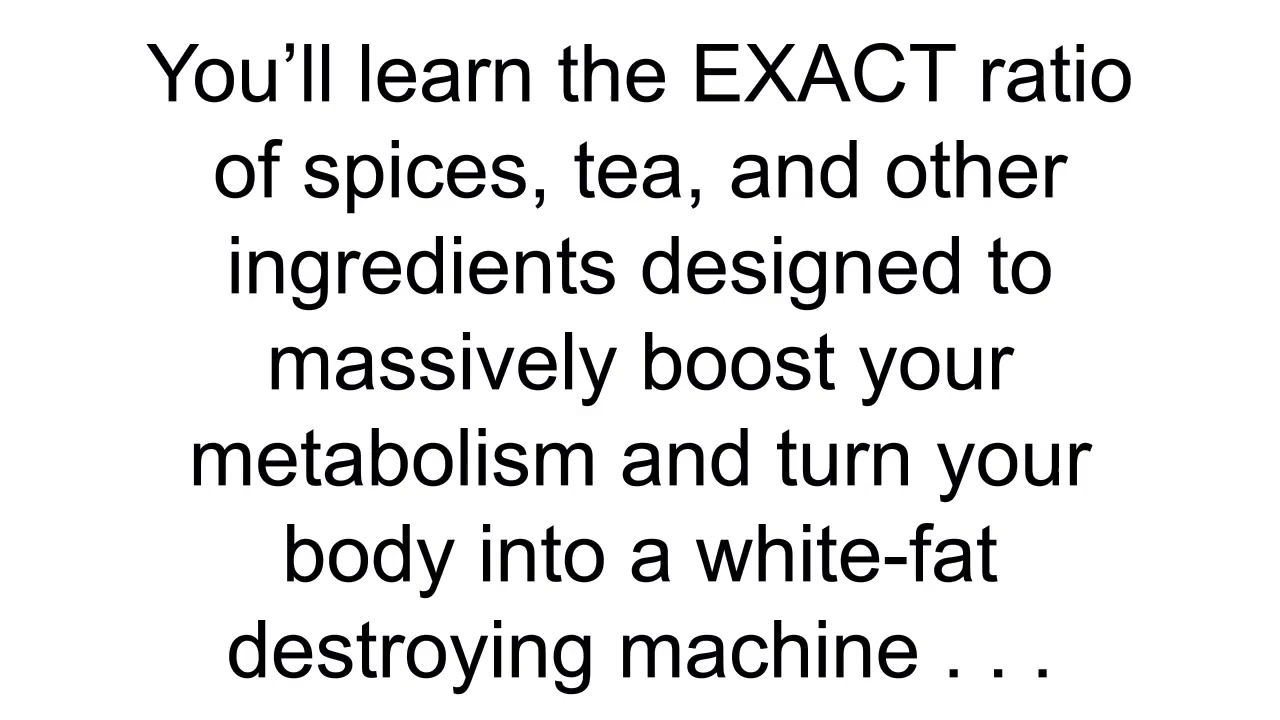 You’ll learn the EXACT ratio
of spices, tea, and other
ingredients designed to
massively boost your
metabolism and turn your
body into a white-fat
destroying machine . . .